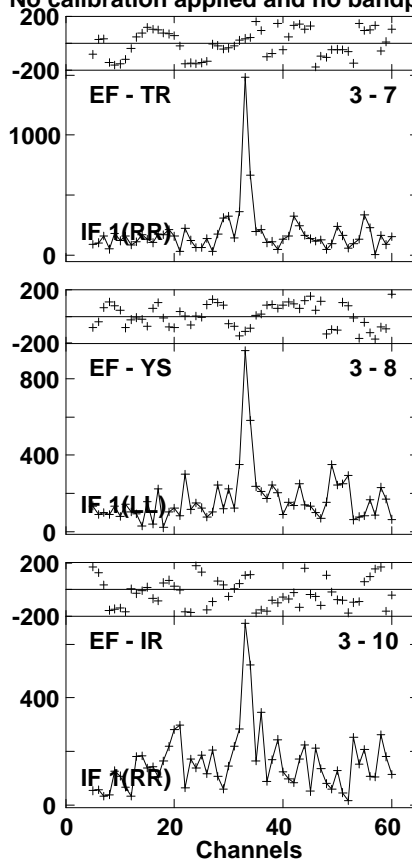 No calibration applied and no bandp
200
-200
EF - TR 3 - 7
1000
IF 1(RR)
0
200
-200
EF - YS 3 - 8
800
400
IF 1(LL)
0
200
-200
EF - IR 3 - 10
400
IF 1(RR)
0
0 20 40 60
Channels